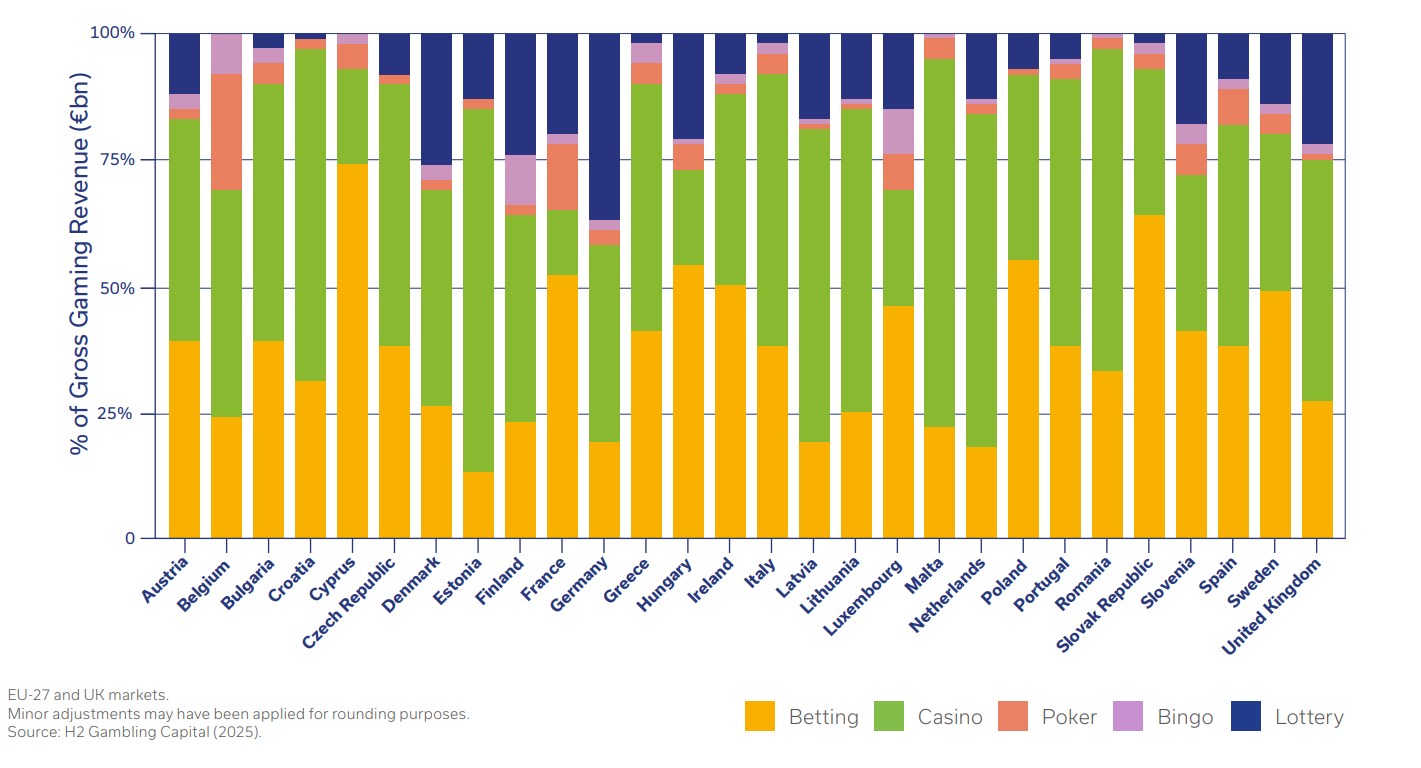 100%
75%
50%
25%
0
% of Gross Gaming Revenue (€bn)
Austria
Belgium
Bulgaria
Croatia
Cyprus
Czech Republic
Denmark
Estonia
Finland
France
Germany
Greece
Hungary
Ireland
Italy
Latvia
Lithuania
Luxembourg
Malta
Netherlands
Poland
Portugal
Romania
Slovak Republic
Slovenia
Spain
Sweden
United Kingdom
EU-27 and UK markets.
Minor adjustments may have been applied for rounding purposes.
Source: H2 Gambling Capital (2025).
Betting
Casino
Poker
Bingo
Lottery